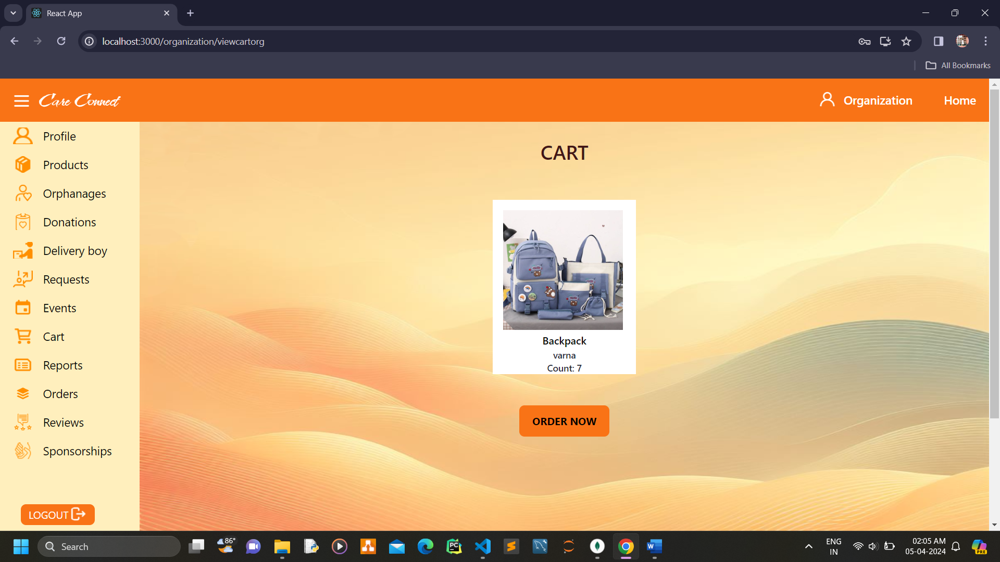 React App
localhost:3000/organization/viewcartorg
All Bookmarks
Care Connect
Organization
Home
Profile
Products
Orphanages
Donations
Delivery boy
Requests
Events
Cart
Reports
Orders
Reviews
Sponsorships
LOGOUT
CART
Backpack
varna
Count: 7
ORDER NOW
Search
86°
PC
W
ENG
IN
02:05 AM
05-04-2024
PRE